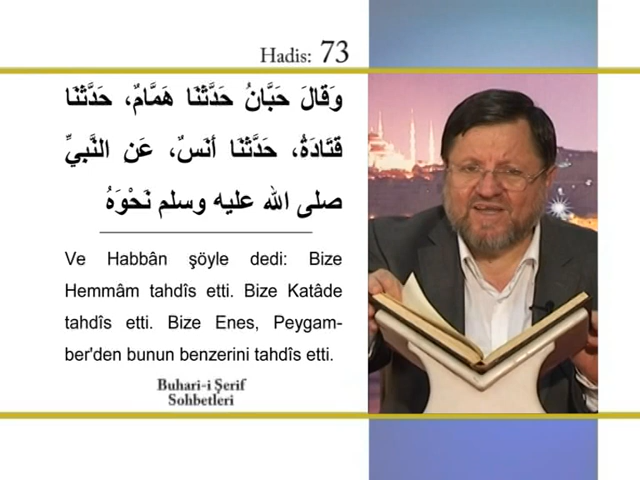 Hadis: 73
وَقَالَ حَبَّانُ حَدَّثَنَا هَمَّامٌ، حَدَّثَنَا
قَتَادَةُ، حَدَّثَنَا أَنَسٌ، عَنِ النَّبِيِّ
صلى الله عليه وسلم نَحْوَهُ
Ve Habbân şöyle dedi: Bize
Hemmâm tahdîs etti. Bize Katâde
tahdîs etti. Bize Enes, Peygam-
ber'den bunun benzerini tahdîs etti.
Buhari-i Şerif
Sohbetleri